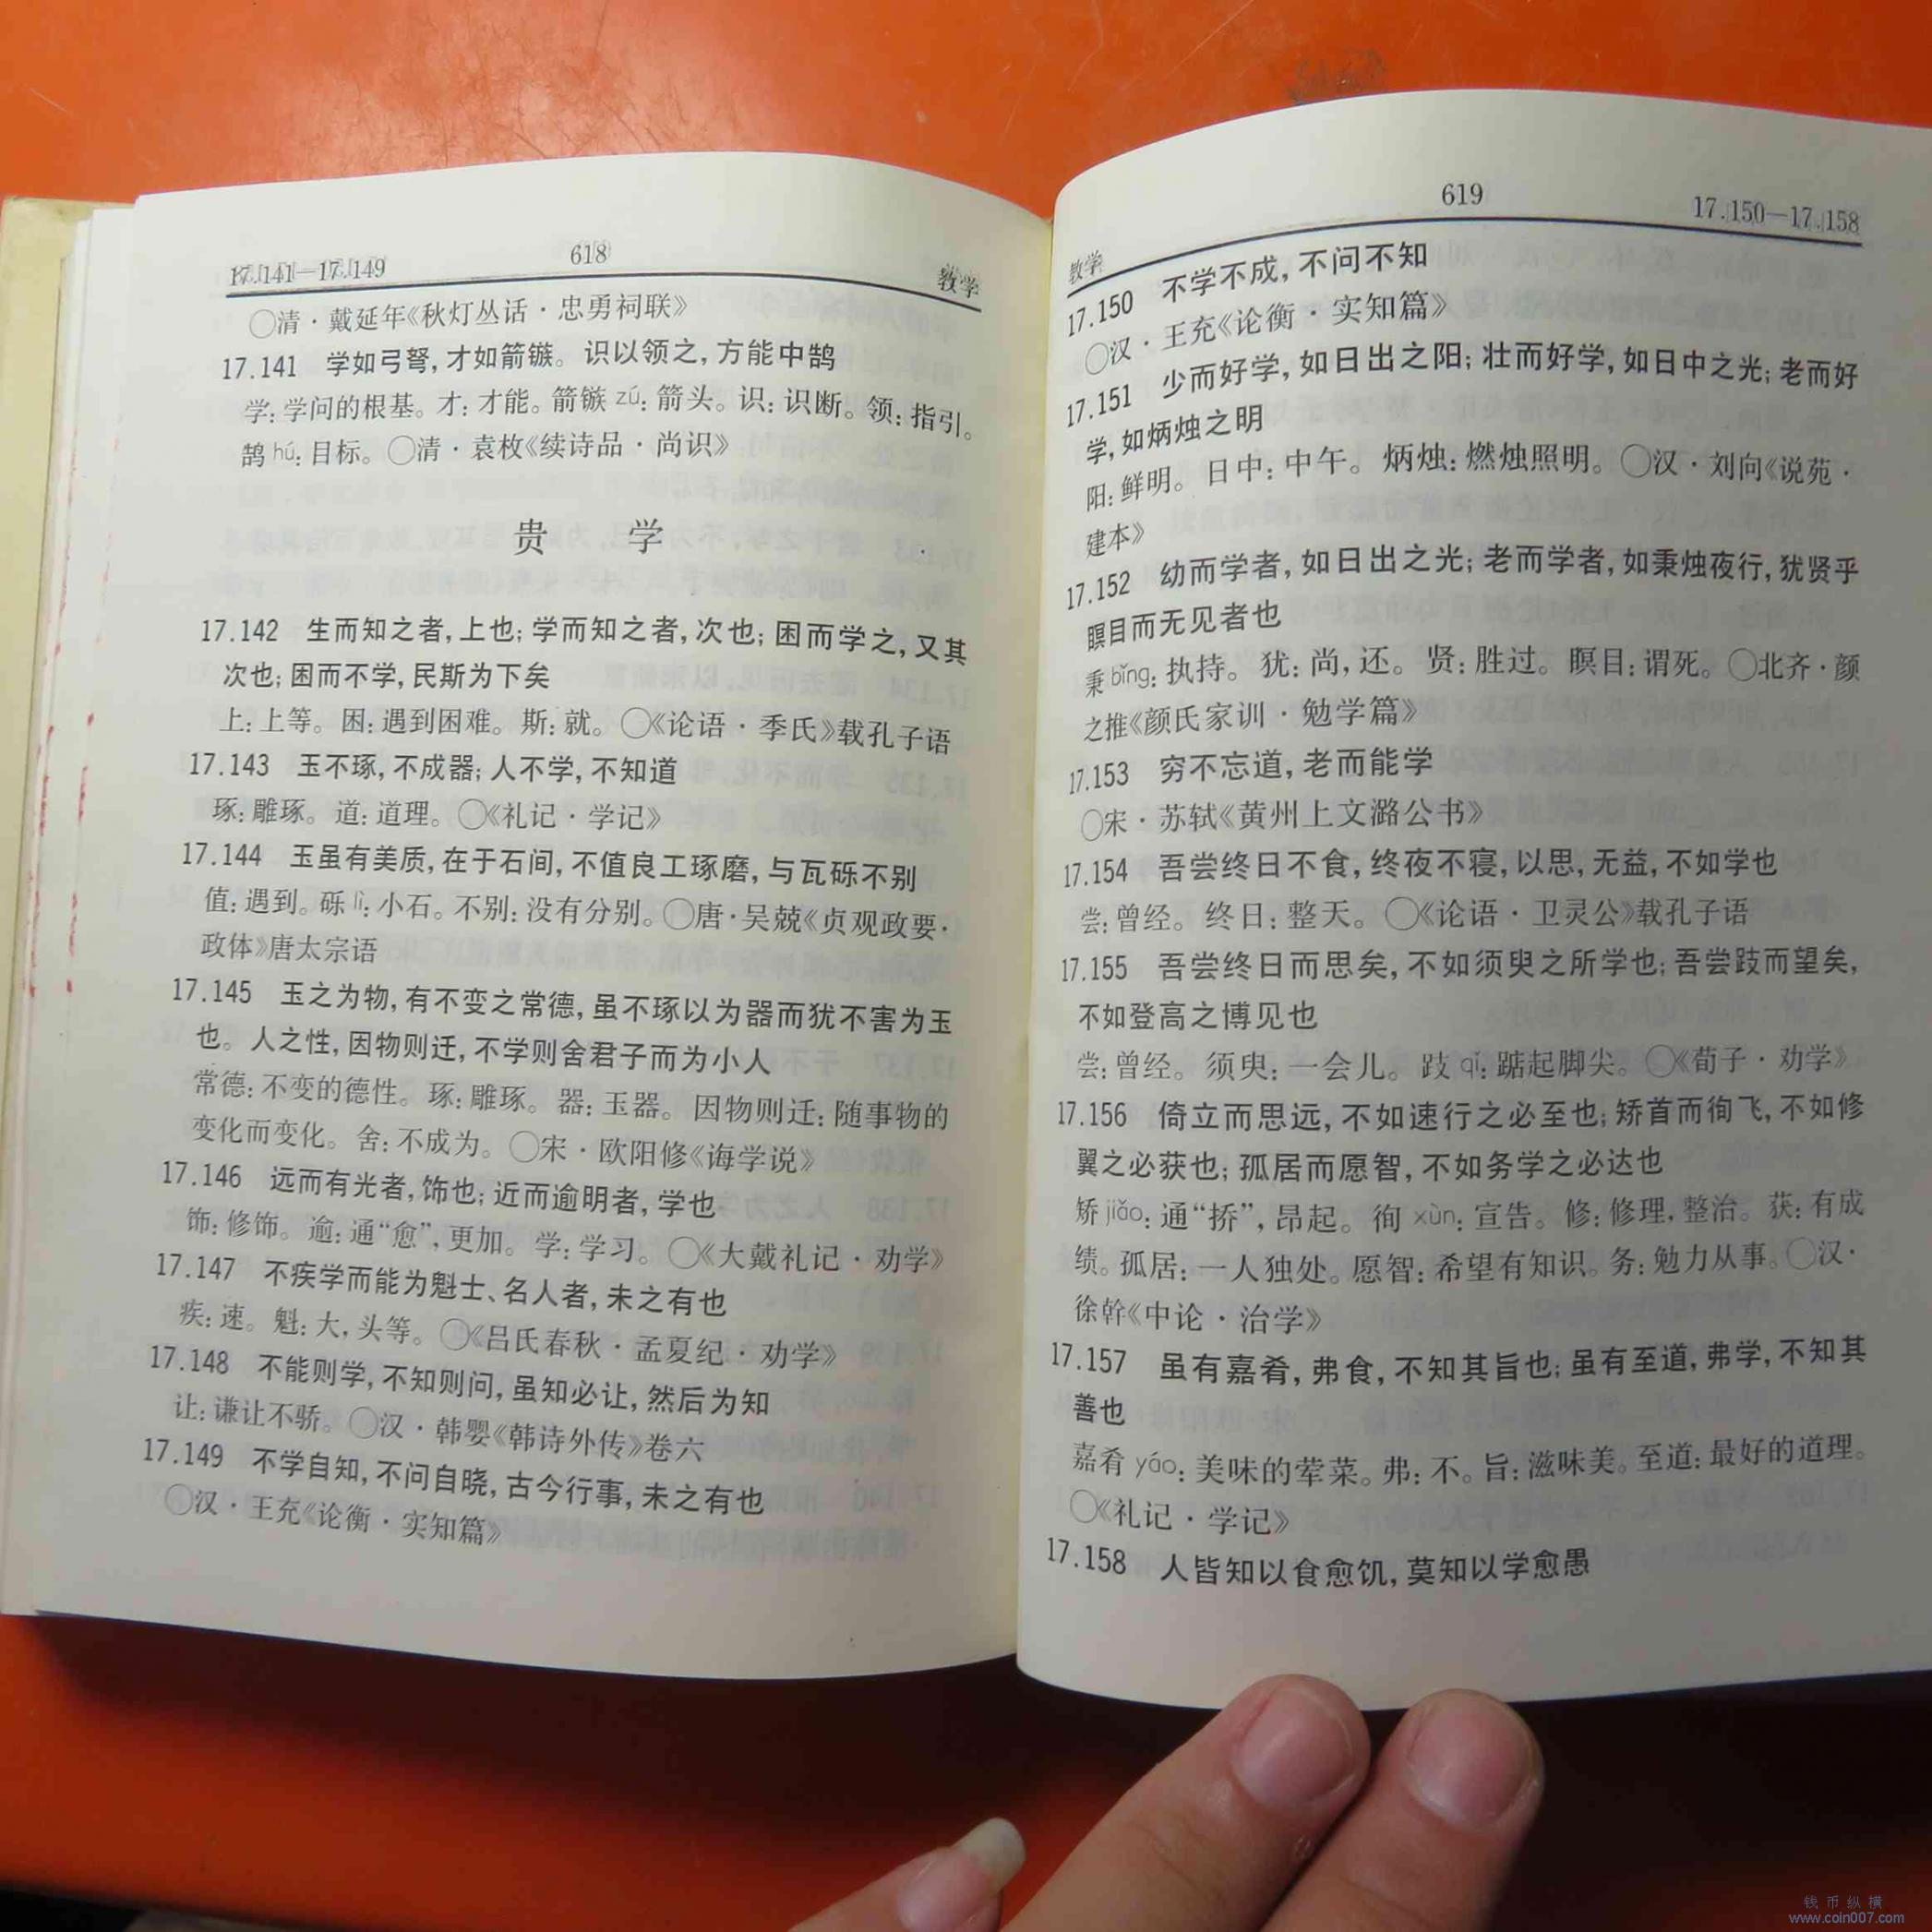 17.141—17.149 618 教学
○清·戴延年《秋灯丛话·忠勇祠联》
17.141 学如弓弩，才如箭镞。识以领之，方能中鹄
学：学问的根基。才：才能。箭镞 zú：箭头。识：识断。领：指引。
鹄 hú：目标。○清·袁枚《续诗品·尚识》
贵 学
17.142 生而知之者，上也；学而知之者，次也；困而学之，又其
次也；困而不学，民斯为下矣
上：上等。困：遇到困难。斯：就。○《论语·季氏》载孔子语
17.143 玉不琢，不成器；人不学，不知道
琢：雕琢。道：道理。○《礼记·学记》
17.144 玉虽有美质，在于石间，不值良工琢磨，与瓦砾不别
值：遇到。砾 lì：小石。不别：没有分别。○唐·吴兢《贞观政要·
政体》唐太宗语
17.145 玉之为物，有不变之常德，虽不琢以为器而犹不害为玉
也。人之性，因物则迁，不学则舍君子而为小人
常德：不变的德性。琢：雕琢。器：玉器。因物则迁：随事物的
变化而变化。舍：不成为。○宋·欧阳修《诲学说》
17.146 远而有光者，饰也；近而逾明者，学也
饰：修饰。逾：通“愈”，更加。学：学习。○《大戴礼记·劝学》
17.147 不疾学而能为魁士、名人者，未之有也
疾：速。魁：大，头等。○《吕氏春秋·孟夏纪·劝学》
17.148 不能则学，不知则问，虽知必让，然后为知
让：谦让不骄。○汉·韩婴《韩诗外传》卷六
17.149 不学自知，不问自晓，古今行事，未之有也
○汉·王充《论衡·实知篇》
教学 619 17.150—17.158
17.150 不学不成，不问不知
○汉·王充《论衡·实知篇》
17.151 少而好学，如日出之阳；壮而好学，如日中之光；老而好
学，如炳烛之明
阳：鲜明。日中：中午。炳烛：燃烛照明。○汉·刘向《说苑·
建本》
17.152 幼而学者，如日出之光；老而学者，如秉烛夜行，犹贤乎
瞑目而无见者也
秉 bǐng：执持。犹：尚，还。贤：胜过。瞑目：谓死。○北齐·颜
之推《颜氏家训·勉学篇》
17.153 穷不忘道，老而能学
○宋·苏轼《黄州上文潞公书》
17.154 吾尝终日不食，终夜不寝，以思，无益，不如学也
尝：曾经。终日：整天。○《论语·卫灵公》载孔子语
17.155 吾尝终日而思矣，不如须臾之所学也；吾尝跂而望矣，
不如登高之博见也
尝：曾经。须臾：一会儿。跂 qǐ：踮起脚尖。○《荀子·劝学》
17.156 倚立而思远，不如速行之必至也；矫首而徇飞，不如修
翼之必获也；孤居而愿智，不如务学之必达也
矫 jiǎo：通“挢”，昂起。徇 xùn：宣告。修：修理，整治。获：有成
绩。孤居：一人独处。愿智：希望有知识。务：勉力从事。○汉·
徐幹《中论·治学》
17.157 虽有嘉肴，弗食，不知其旨也；虽有至道，弗学，不知其
善也
嘉肴 yáo：美味的荤菜。弗：不。旨：滋味美。至道：最好的道理。
○《礼记·学记》
17.158 人皆知以食愈饥，莫知以学愈愚
钱币纵横
www.coin007.com